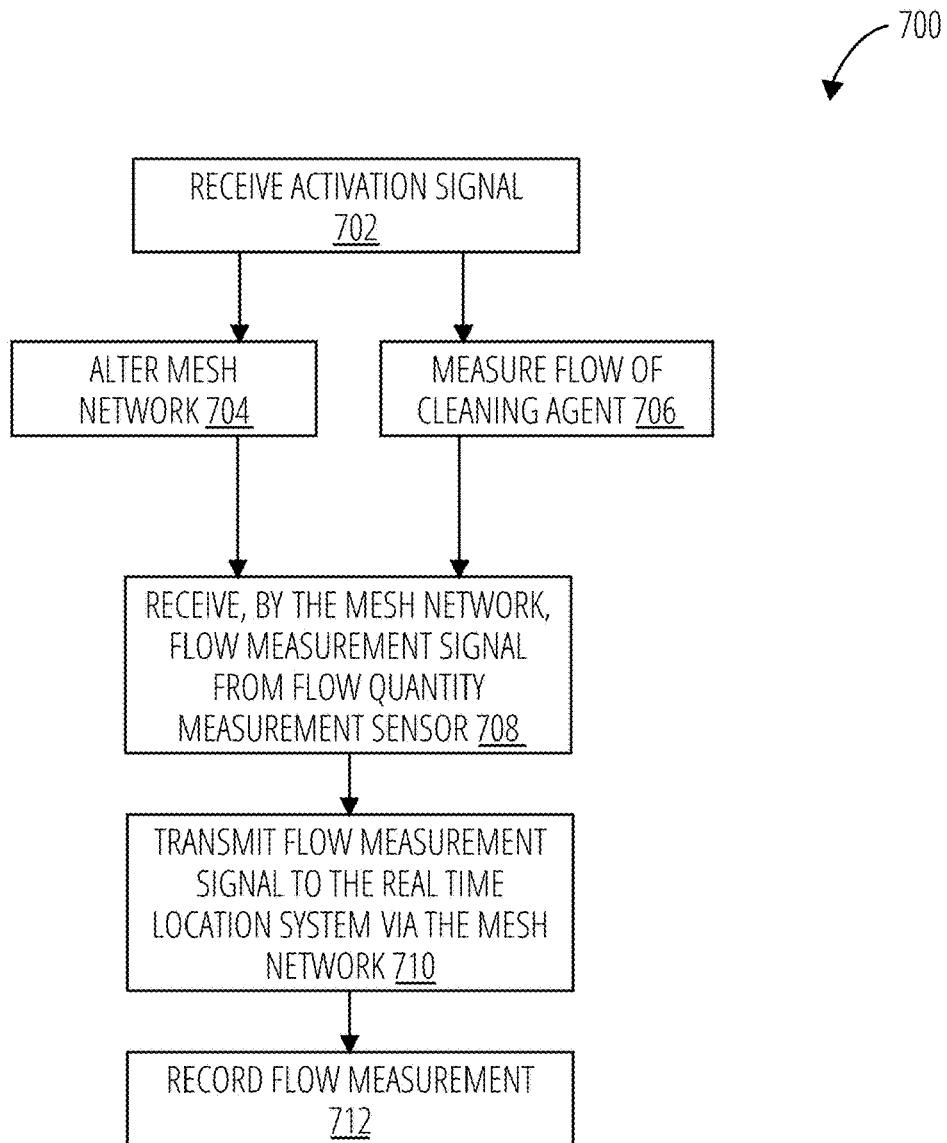 700
RECEIVE ACTIVATION SIGNAL
702
ALTER MESH
NETWORK 704
MEASURE FLOW OF
CLEANING AGENT 706
RECEIVE, BY THE MESH NETWORK,
FLOW MEASUREMENT SIGNAL
FROM FLOW QUANTITY
MEASUREMENT SENSOR 708
TRANSMIT FLOW MEASUREMENT
SIGNAL TO THE REAL TIME
LOCATION SYSTEM VIA THE MESH
NETWORK 710
RECORD FLOW MEASUREMENT
712